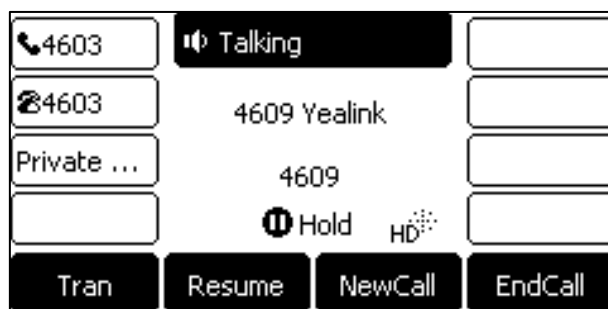 4603
Talking
4603
4609 Yealink
Private ...
4609
Hold
HD
Tran
Resume
NewCall
EndCall